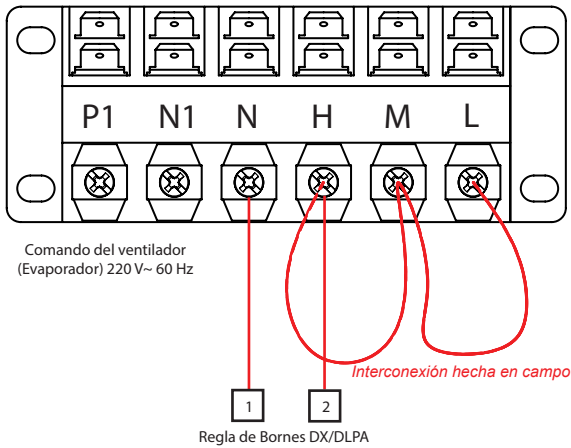 P1 N1 N H M L
Comando del ventilador
(Evaporador) 220 V~ 60 Hz
Interconexión hecha en campo
1 2
Regla de Bornes DX/DLPA